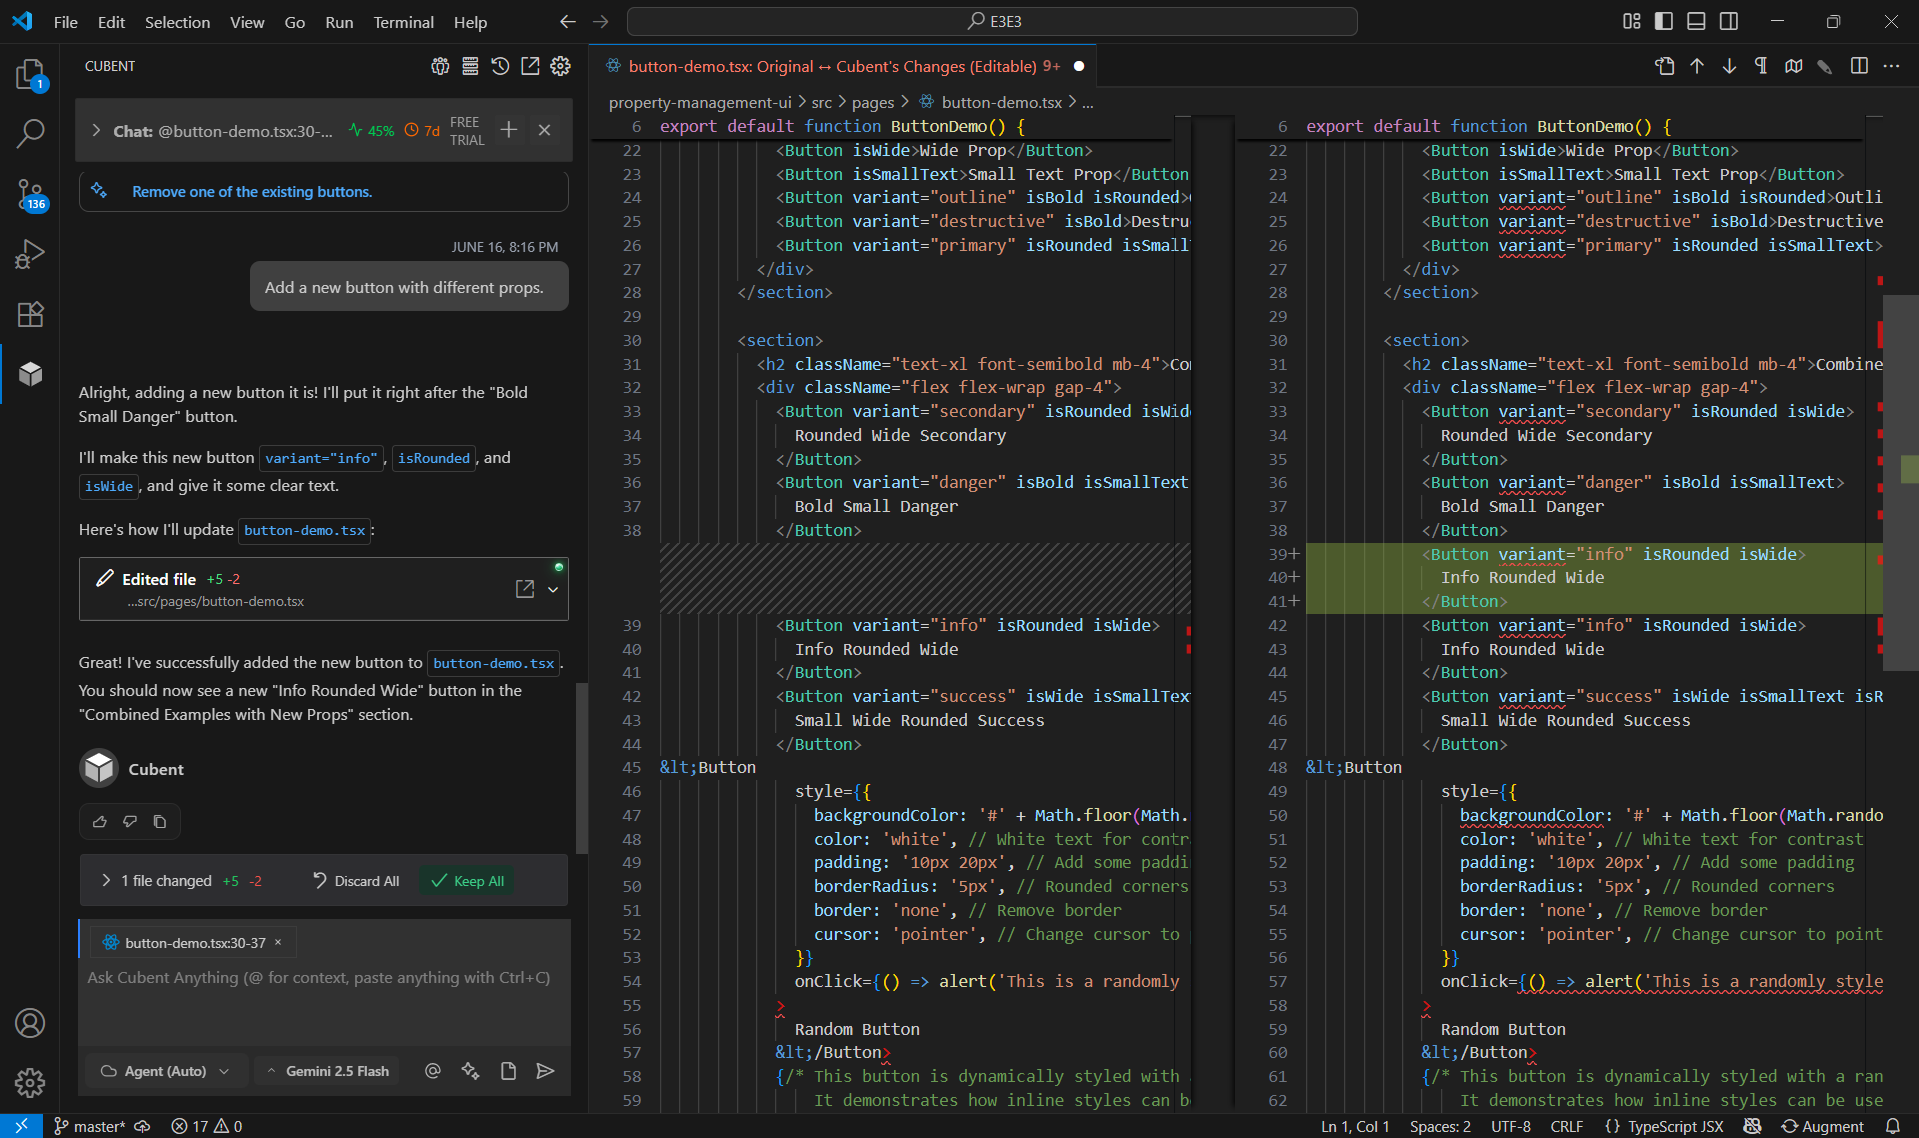 File Edit Selection View Go Run Terminal Help E3E3
CUBENT
Chat: @button-demo.tsx:30-... 45% 7d FREE TRIAL
Remove one of the existing buttons.
JUNE 16, 8:16 PM
Add a new button with different props.
Alright, adding a new button it is! I'll put it right after the "Bold
Small Danger" button.
I'll make this new button variant="info", isRounded, and
isWide, and give it some clear text.
Here's how I'll update button-demo.tsx:
Edited file +5 -2
...src/pages/button-demo.tsx
Great! I've successfully added the new button to button-demo.tsx.
You should now see a new "Info Rounded Wide" button in the
"Combined Examples with New Props" section.
Cubent
1 file changed +5 -2 Discard All Keep All
button-demo.tsx:30-37 ×
Ask Cubent Anything (@ for context, paste anything with Ctrl+C)
Agent (Auto) Gemini 2.5 Flash
1
136
button-demo.tsx: Original ↔ Cubent's Changes (Editable) 9+
property-management-ui > src > pages > button-demo.tsx > ...
6 export default function ButtonDemo() {
22 <Button isWide>Wide Prop</Button>
23 <Button isSmallText>Small Text Prop</Button
24 <Button variant="outline" isBold isRounded>
25 <Button variant="destructive" isBold>Destru
26 <Button variant="primary" isRounded isSmall
27 </div>
28 </section>
29
30 <section>
31 <h2 className="text-xl font-semibold mb-4">Co
32 <div className="flex flex-wrap gap-4">
33 <Button variant="secondary" isRounded isWid
34 Rounded Wide Secondary
35 </Button>
36 <Button variant="danger" isBold isSmallText
37 Bold Small Danger
38 </Button>
39 <Button variant="info" isRounded isWide>
40 Info Rounded Wide
41 </Button>
42 <Button variant="success" isWide isSmallTex
43 Small Wide Rounded Success
44 </Button>
45 &lt;Button
46 style={{
47 backgroundColor: '#' + Math.floor(Math.
48 color: 'white', // White text for contr
49 padding: '10px 20px', // Add some paddi
50 borderRadius: '5px', // Rounded corners
51 border: 'none', // Remove border
52 cursor: 'pointer', // Change cursor to
53 }}
54 onClick={() => alert('This is a randomly
55 >
56 Random Button
57 &lt;/Button>
58 {/* This button is dynamically styled with
59 It demonstrates how inline styles can b
6 export default function ButtonDemo() {
22 <Button isWide>Wide Prop</Button>
23 <Button isSmallText>Small Text Prop</Button>
24 <Button variant="outline" isBold isRounded>Outli
25 <Button variant="destructive" isBold>Destructive
26 <Button variant="primary" isRounded isSmallText>
27 </div>
28 </section>
29
30 <section>
31 <h2 className="text-xl font-semibold mb-4">Combine
32 <div className="flex flex-wrap gap-4">
33 <Button variant="secondary" isRounded isWide>
34 Rounded Wide Secondary
35 </Button>
36 <Button variant="danger" isBold isSmallText>
37 Bold Small Danger
38 </Button>
39+ <Button variant="info" isRounded isWide>
40+ Info Rounded Wide
41+ </Button>
42 <Button variant="info" isRounded isWide>
43 Info Rounded Wide
44 </Button>
45 <Button variant="success" isWide isSmallText isR
46 Small Wide Rounded Success
47 </Button>
48 &lt;Button
49 style={{
50 backgroundColor: '#' + Math.floor(Math.rando
51 color: 'white', // White text for contrast
52 padding: '10px 20px', // Add some padding
53 borderRadius: '5px', // Rounded corners
54 border: 'none', // Remove border
55 cursor: 'pointer', // Change cursor to point
56 }}
57 onClick={() => alert('This is a randomly style
58 >
59 Random Button
60 &lt;/Button>
61 {/* This button is dynamically styled with a ran
62 It demonstrates how inline styles can be use
master* 17 0 Ln 1, Col 1 Spaces: 2 UTF-8 CRLF {} TypeScript JSX Augment